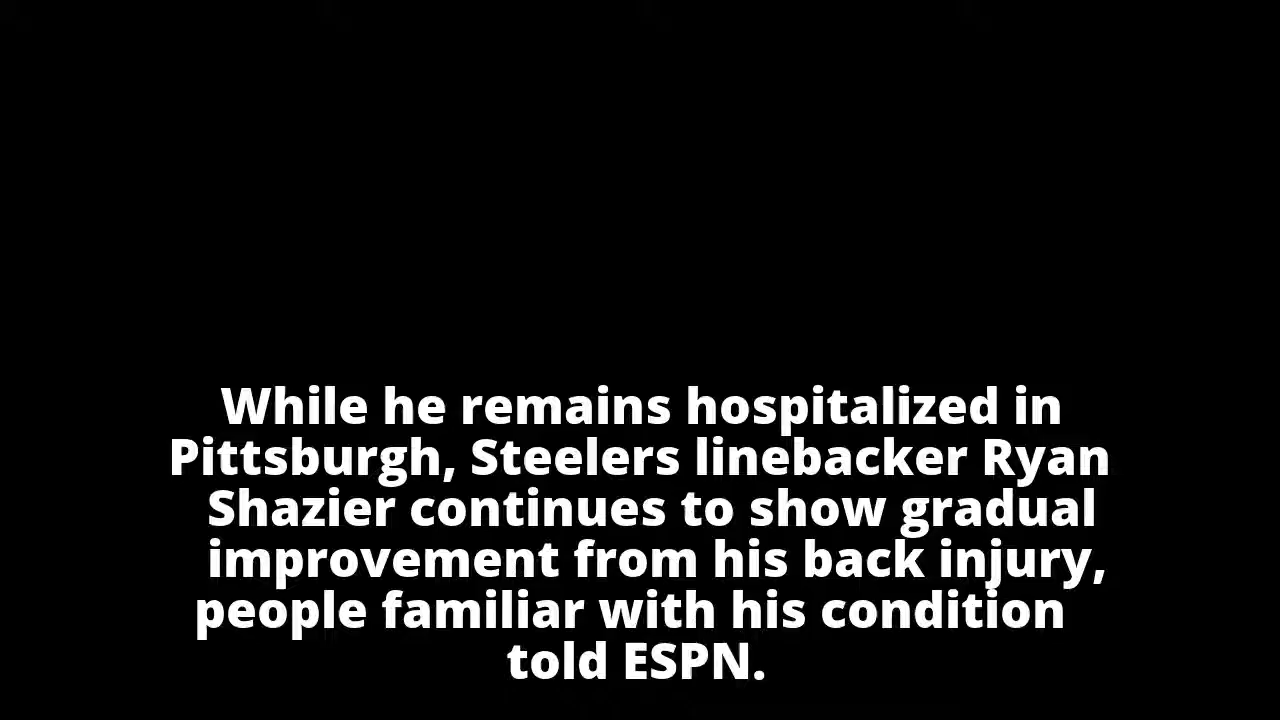 While he remains hospitalized in
Pittsburgh, Steelers linebacker Ryan
Shazier continues to show gradual
improvement from his back injury,
people familiar with his condition
told ESPN.